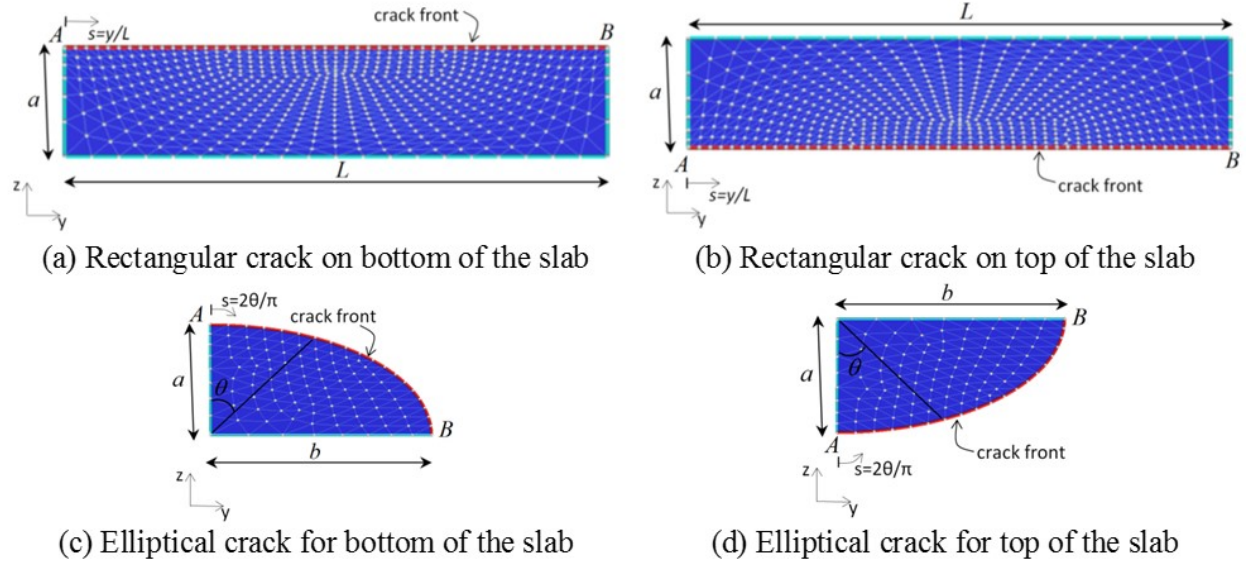 crack front
A
s=y/L
B
a
L
z
y
(a) Rectangular crack on bottom of the slab
L
a
A
B
s=y/L
crack front
z
y
(b) Rectangular crack on top of the slab
s=2θ/π
A
crack front
a
θ
B
b
z
y
(c) Elliptical crack for bottom of the slab
b
B
θ
a
A
crack front
s=2θ/π
z
y
(d) Elliptical crack for top of the slab